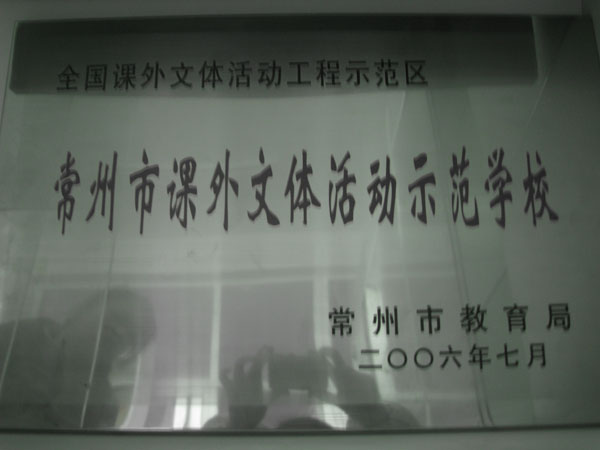 全国课外文体活动工程示范区
常州市课外文体活动示范学校
常州市教育局
二〇〇六年七月